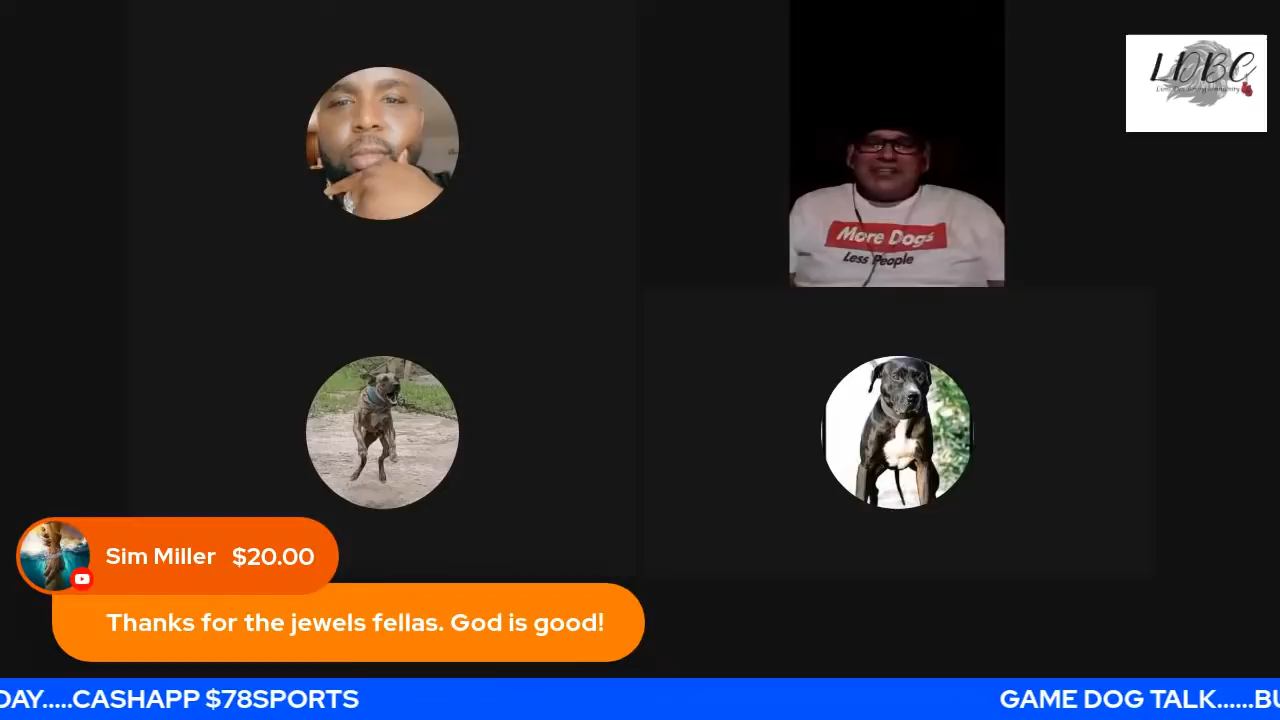 LDBC
More Dogs
Less People
Sim Miller $20.00
Thanks for the jewels fellas. God is good!
DAY.....CASHAPP $78SPORTS
GAME DOG TALK......BU